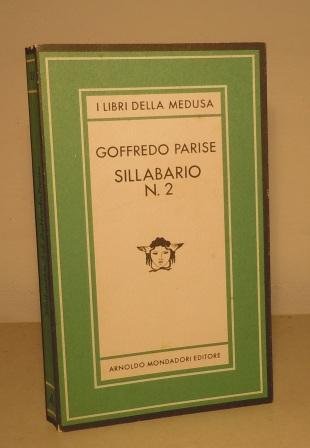 I LIBRI DELLA MEDUSA
GOFFREDO PARISE
SILLABARIO
N. 2
ARNOLDO MONDADORI EDITORE